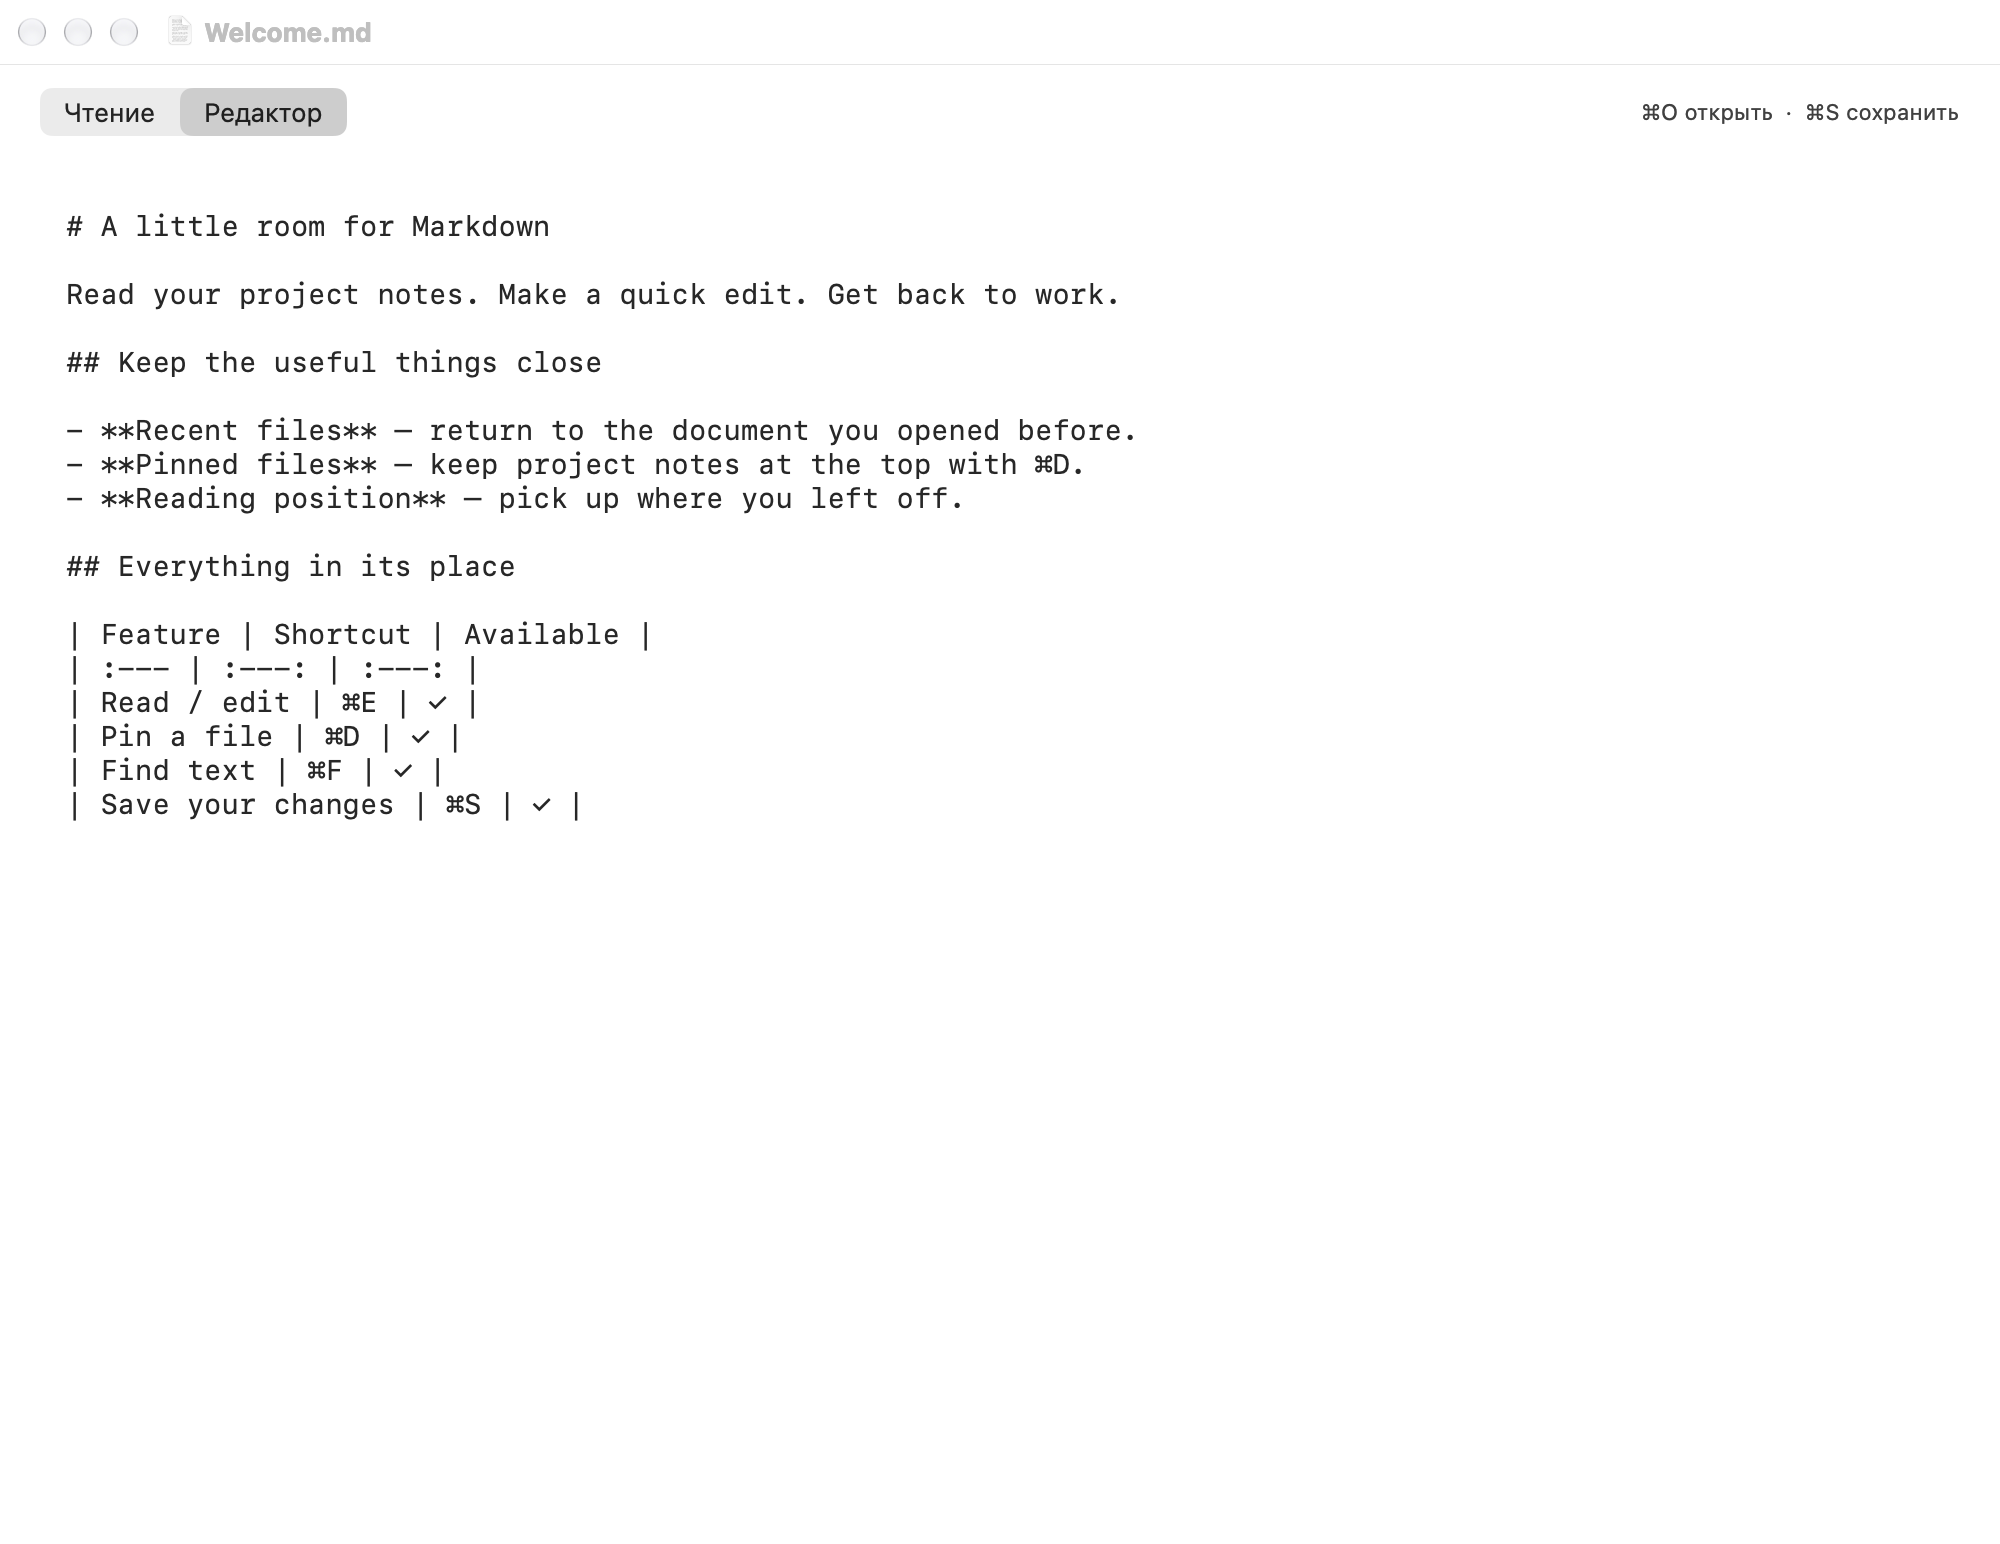 Welcome.md
Чтение Редактор ⌘O открыть · ⌘S сохранить
# A little room for Markdown
Read your project notes. Make a quick edit. Get back to work.
## Keep the useful things close
- **Recent files** — return to the document you opened before.
- **Pinned files** — keep project notes at the top with ⌘D.
- **Reading position** — pick up where you left off.
## Everything in its place
| Feature | Shortcut | Available |
| :--- | :---: | :---: |
| Read / edit | ⌘E | ✓ |
| Pin a file | ⌘D | ✓ |
| Find text | ⌘F | ✓ |
| Save your changes | ⌘S | ✓ |